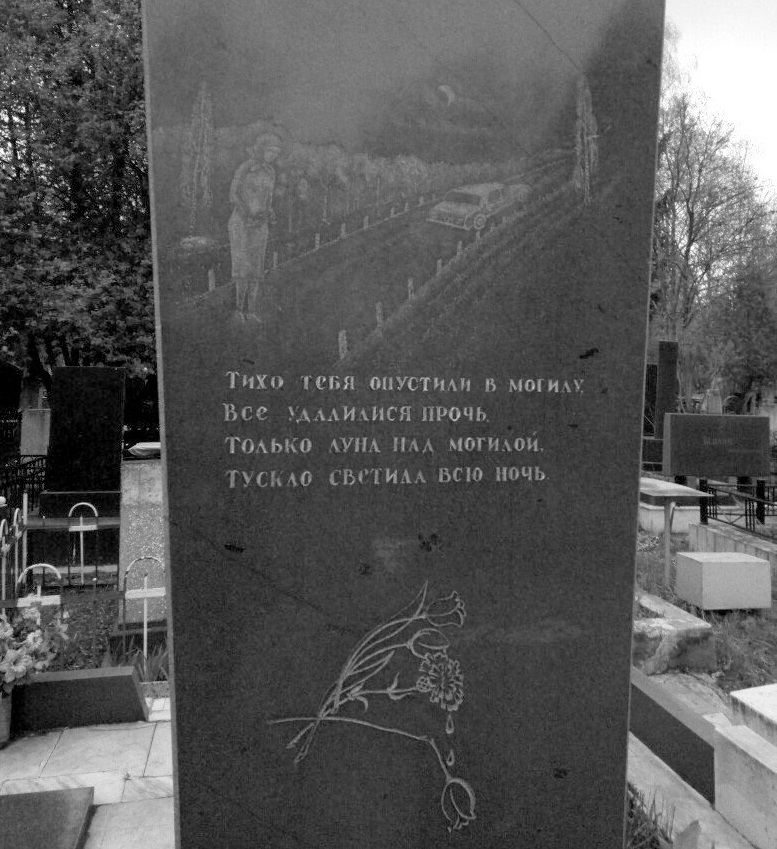 Тихо тебя опустили в могилу,
Все удалилися прочь,
Только луна над могилой,
Тускло светила всю ночь.